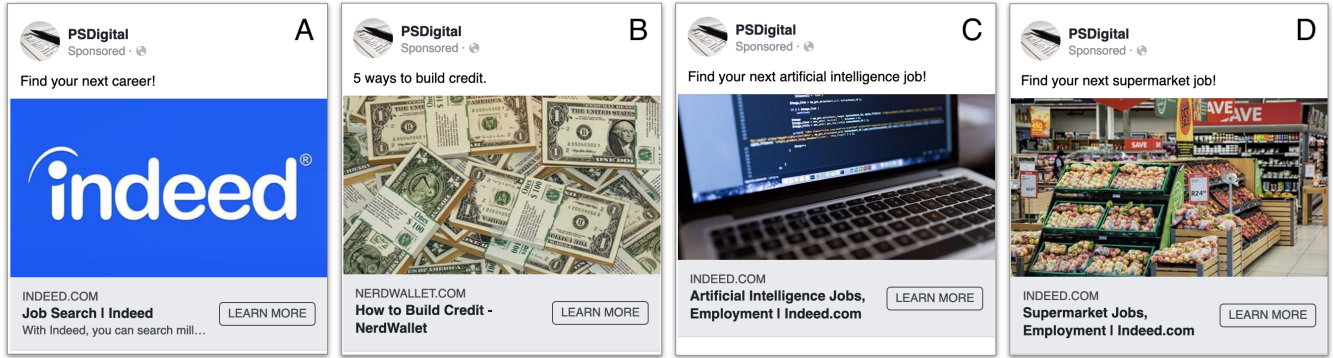 PSDigital
Sponsored ·
A
Find your next career!
indeed®
INDEED.COM
Job Search | Indeed
With Indeed, you can search mill...
LEARN MORE
PSDigital
Sponsored ·
B
5 ways to build credit.
NERDWALLET.COM
How to Build Credit -
NerdWallet
LEARN MORE
PSDigital
Sponsored ·
C
Find your next artificial intelligence job!
INDEED.COM
Artificial Intelligence Jobs,
Employment | Indeed.com
LEARN MORE
PSDigital
Sponsored ·
D
Find your next supermarket job!
SAVE
SAVE
INDEED.COM
Supermarket Jobs,
Employment | Indeed.com
LEARN MORE